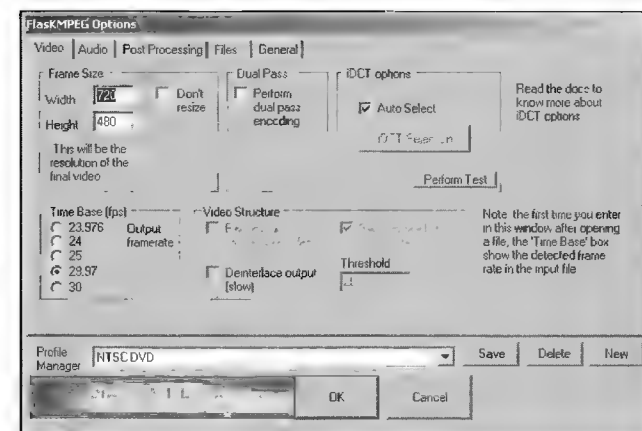 FlasKMPEG Options
Video Audio Post Processing Files General
Frame Size
Width 720
Height 480
Don't resize
This will be the
resolution of the
final video
Dual Pass
Perform
dual pass
encoding
iDCT options
Auto Select
Perform Test
Read the docs to
know more about
iDCT options
Time Base (fps)
23.976
24
25
29.97
30
Output
framerate
Video Structure
Deinterlace output
(slow)
Threshold
Note the first time you enter
in this window after opening
a file, the 'Time Base' box
show the detected frame
rate in the input file
Profile
Manager
NTSC DVD
Save Delete New
OK Cancel